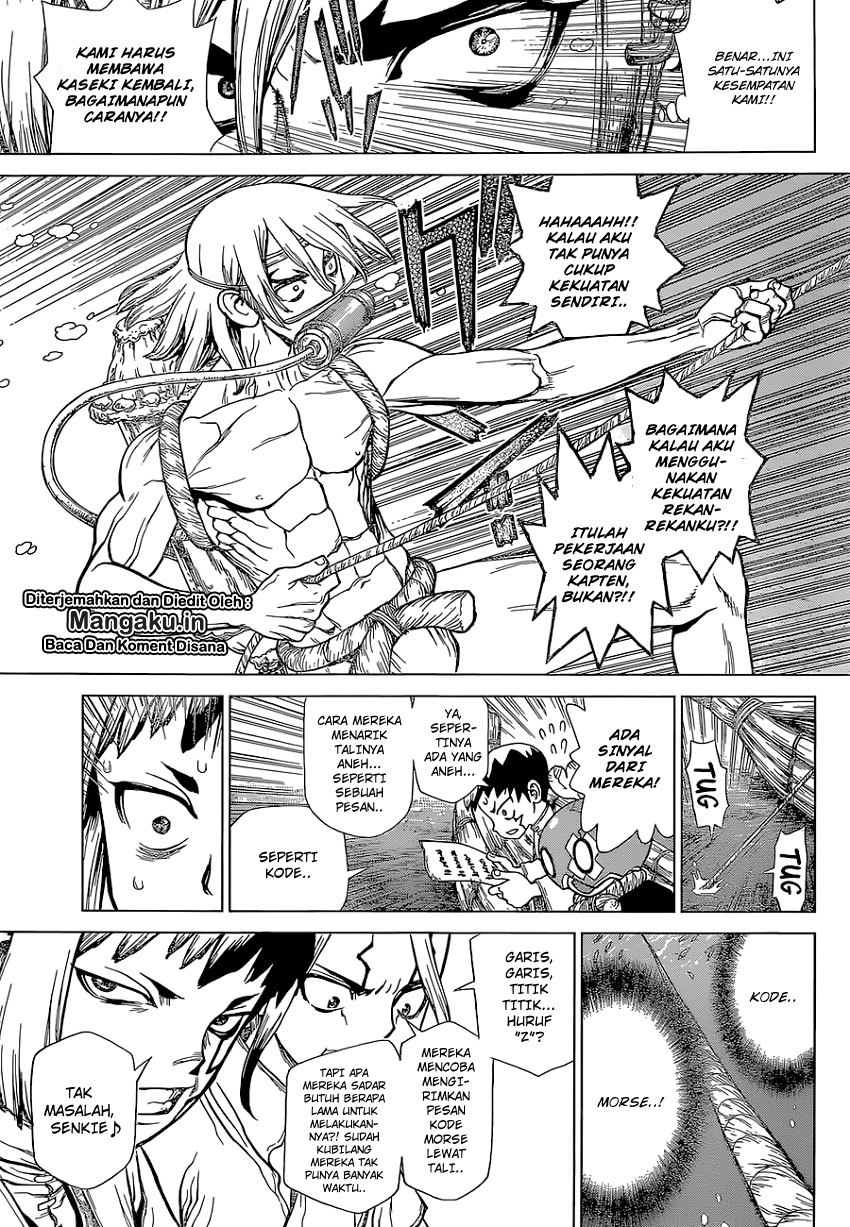 BENAR...INI
SATU-SATUNYA
KESEMPATAN
KAMI!!
KAMI HARUS
MEMBAWA
KASEKI KEMBALI,
BAGAIMANAPUN
CARANYA!!
HAHAAAHH!!
KALAU AKU
TAK PUNYA
CUKUP
KEKUATAN
SENDIRI..
BAGAIMANA
KALAU AKU
MENGGU-
NAKAN
KEKUATAN
REKAN-
REKANKU?!!
ITULAH
PEKERJAAN
SEORANG
KAPTEN,
BUKAN?!!
Diterjemahkan dan Diedit Oleh :
Mangaku.in
Baca Dan Koment Disana
TUG
TUG
ADA
SINYAL
DARI
MEREKA!
YA,
SEPER-
TINYA
ADA YANG
ANEH...
CARA MEREKA
MENARIK
TALINYA
ANEH...
SEPERTI
SEBUAH
PESAN..
SEPERTI
KODE..
KODE..
MORSE..!
GARIS,
GARIS,
TITIK
TITIK...
HURUF
"Z"?
MEREKA
MENCOBA
MENGI-
RIMKAN
PESAN
KODE
MORSE
LEWAT
TALI..
TAPI APA
MEREKA SADAR
BUTUH BERAPA
LAMA UNTUK
MELAKUKAN-
NYA?! SUDAH
KUBILANG
MEREKA TAK
PUNYA BANYAK
WAKTU..
TAK
MASALAH,
SENKIE♪